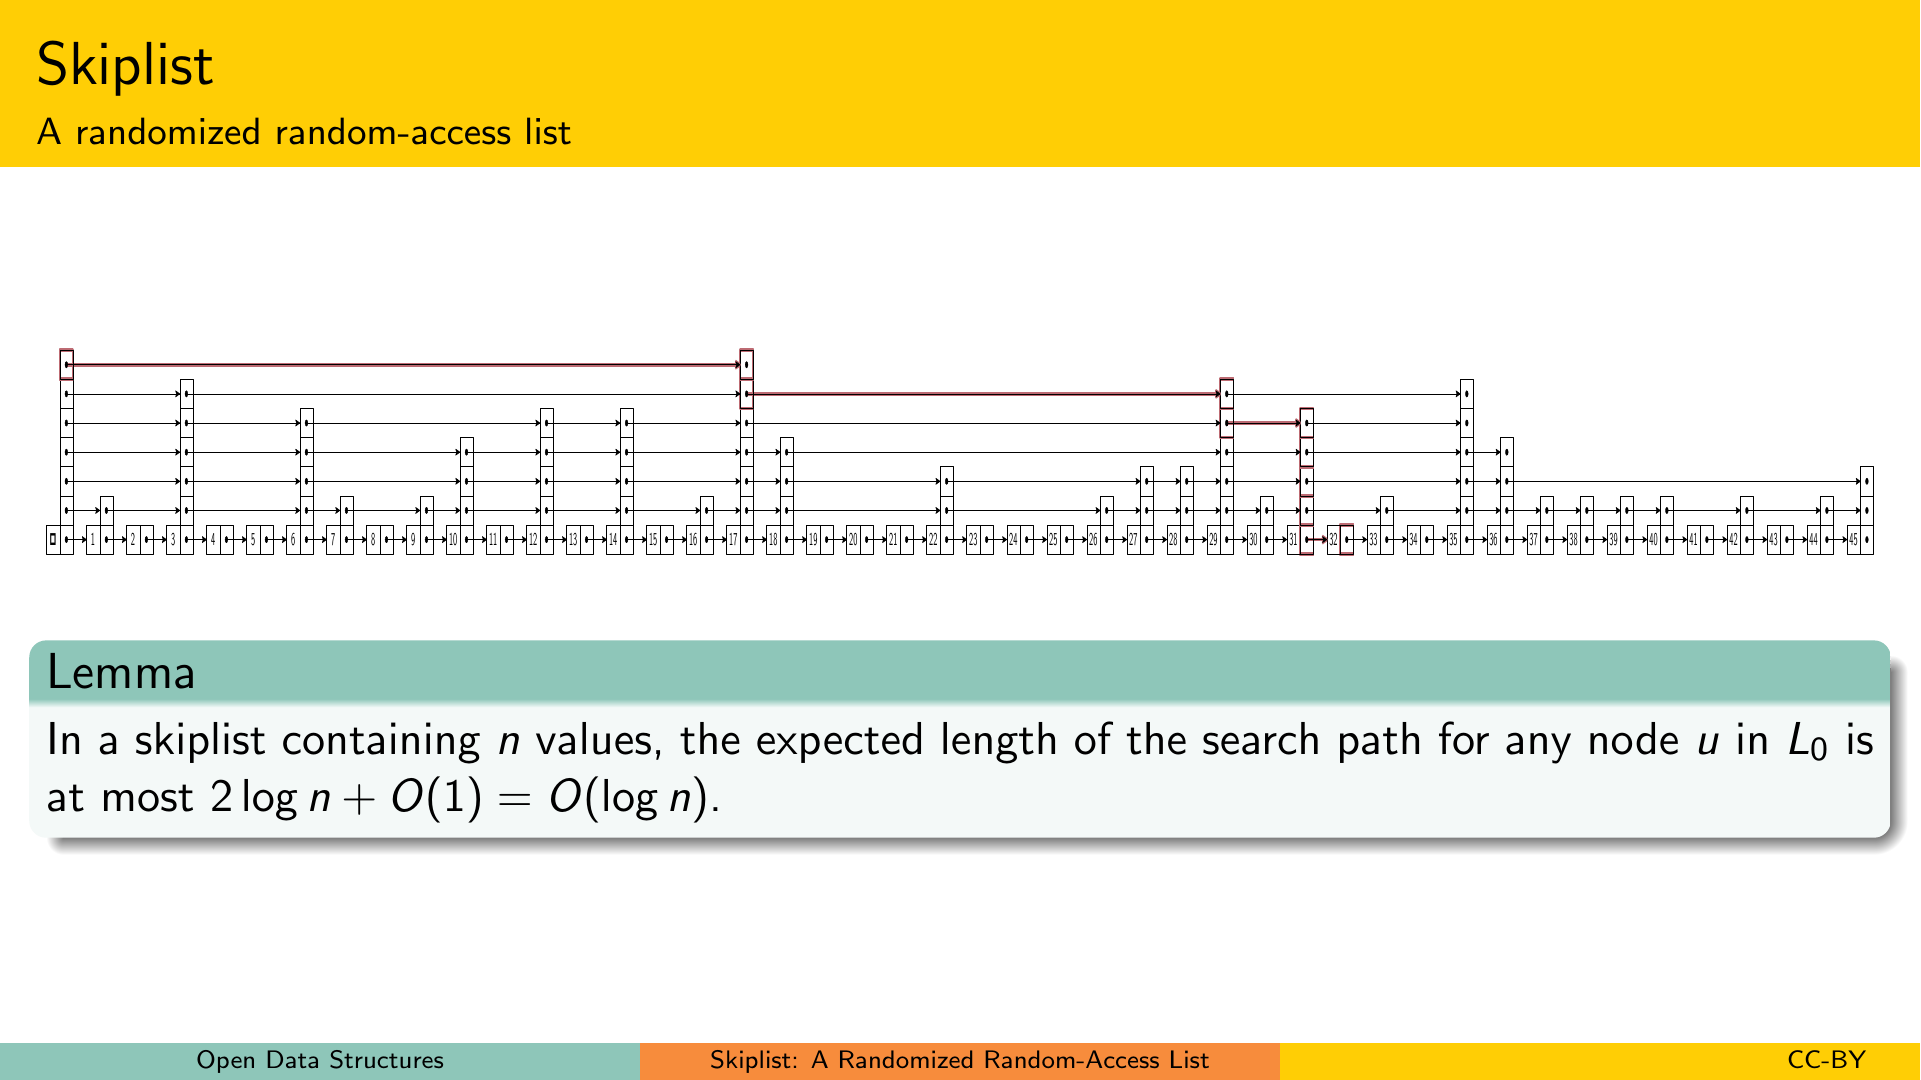 Skiplist
A randomized random-access list
1 2 3 4 5 6 7 8 9 10 11 12 13 14 15 16 17 18 19 20 21 22 23 24 25 26 27 28 29 30 31 32 33 34 35 36 37 38 39 40 41 42 43 44 45
Lemma
In a skiplist containing n values, the expected length of the search path for any node u in L₀ is
at most 2 log n + O(1) = O(log n).
Open Data Structures Skiplist: A Randomized Random-Access List CC-BY